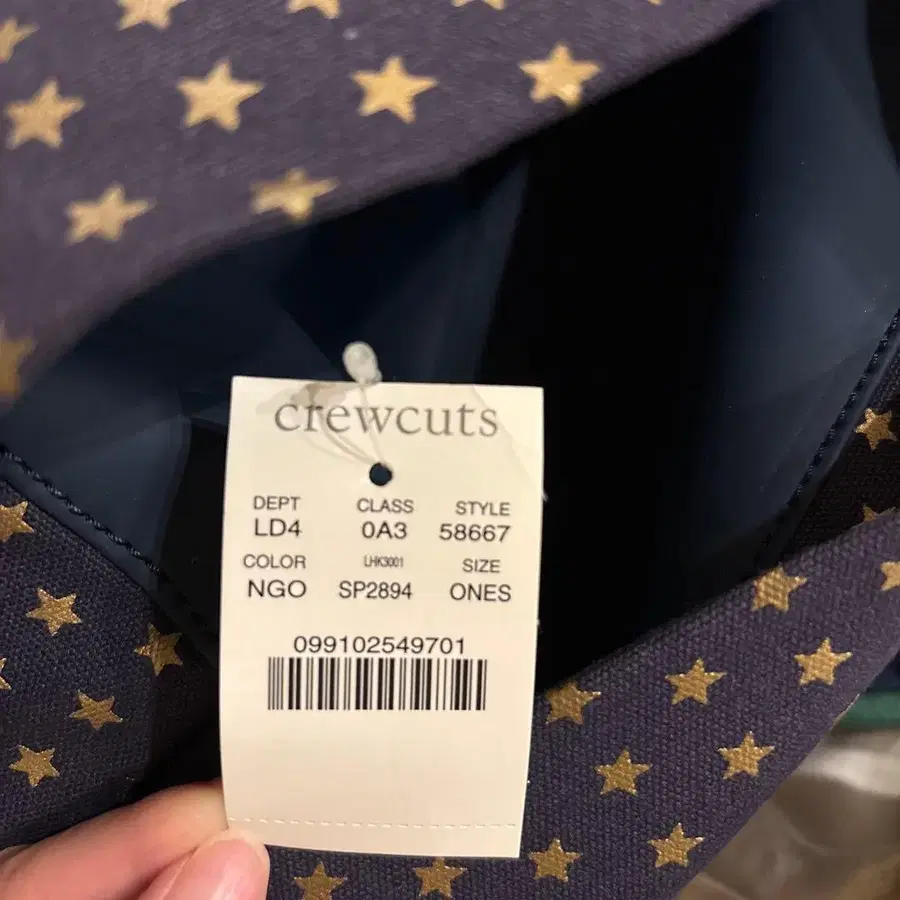 crewcuts
DEPT CLASS STYLE
LD4 0A3 58667
COLOR LHK3001 SIZE
NGO SP2894 ONES
099102549701